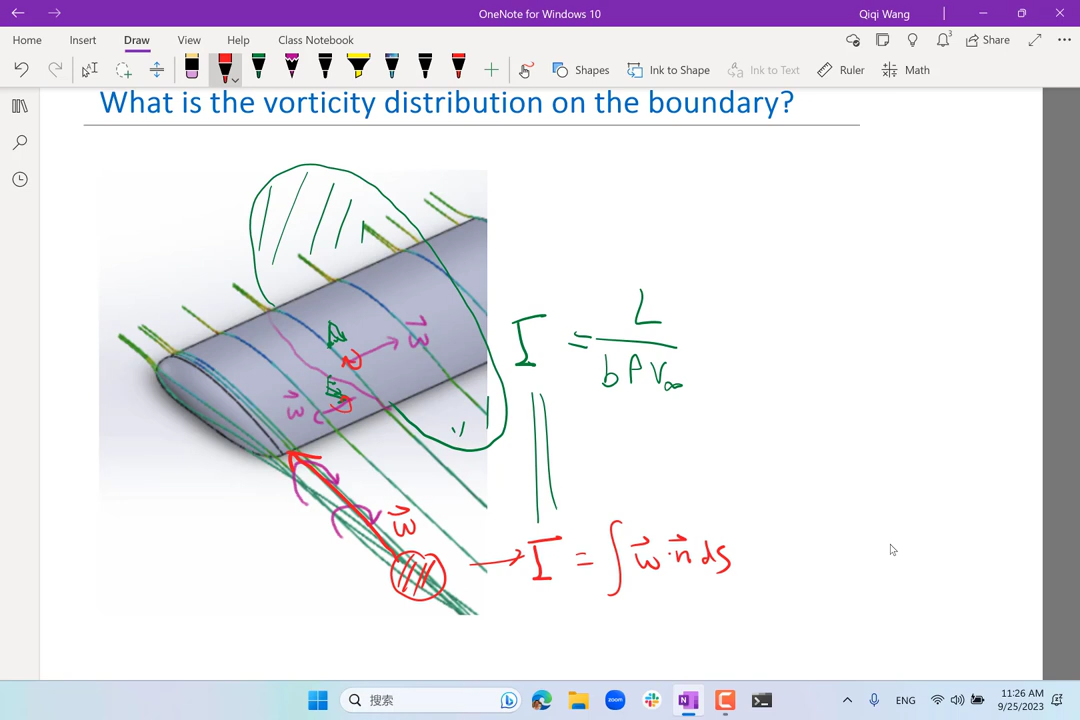 OneNote for Windows 10
Qiqi Wang
Home Insert Draw View Help Class Notebook
3
Share
Shapes Ink to Shape Ink to Text Ruler Math
What is the vorticity distribution on the boundary?
Γ = L / b ρ V∞
ω⃗
ω⃗
ω⃗
Γ = ∫ ω⃗ · n⃗ ds
搜索
zoom
ENG
11:26 AM
9/25/2023